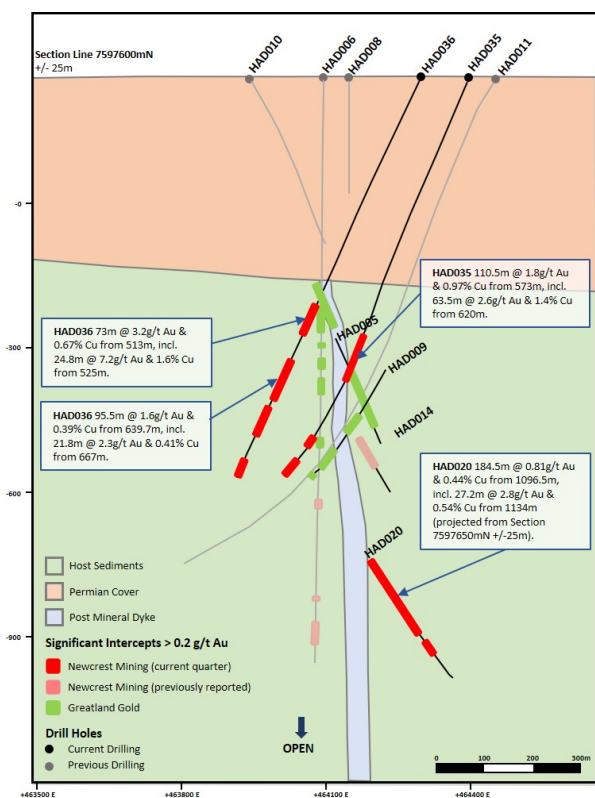 Section Line 7597600mN
+/- 25m
HAD010
HAD006
HAD008
HAD036
HAD035
HAD011
-0
-300
-600
-900
HAD035 110.5m @ 1.8g/t Au
& 0.97% Cu from 573m, incl.
63.5m @ 2.6g/t Au & 1.4% Cu
from 620m.
HAD036 73m @ 3.2g/t Au &
0.67% Cu from 513m, incl.
24.8m @ 7.2g/t Au & 1.6% Cu
from 525m.
HAD005
HAD009
HAD036 95.5m @ 1.6g/t Au &
0.39% Cu from 639.7m, incl.
21.8m @ 2.3g/t Au & 0.41% Cu
from 667m.
HAD014
HAD020 184.5m @ 0.81g/t Au
& 0.44% Cu from 1096.5m,
incl. 27.2m @ 2.8g/t Au &
0.54% Cu from 1134m
(projected from Section
7597650mN +/-25m).
HAD020
Host Sediments
Permian Cover
Post Mineral Dyke
Significant Intercepts > 0.2 g/t Au
Newcrest Mining (current quarter)
Newcrest Mining (previously reported)
Greatland Gold
Drill Holes
Current Drilling
Previous Drilling
OPEN
0 100 200 300m
+463500 E
+463800 E
+464100 E
+464400 E